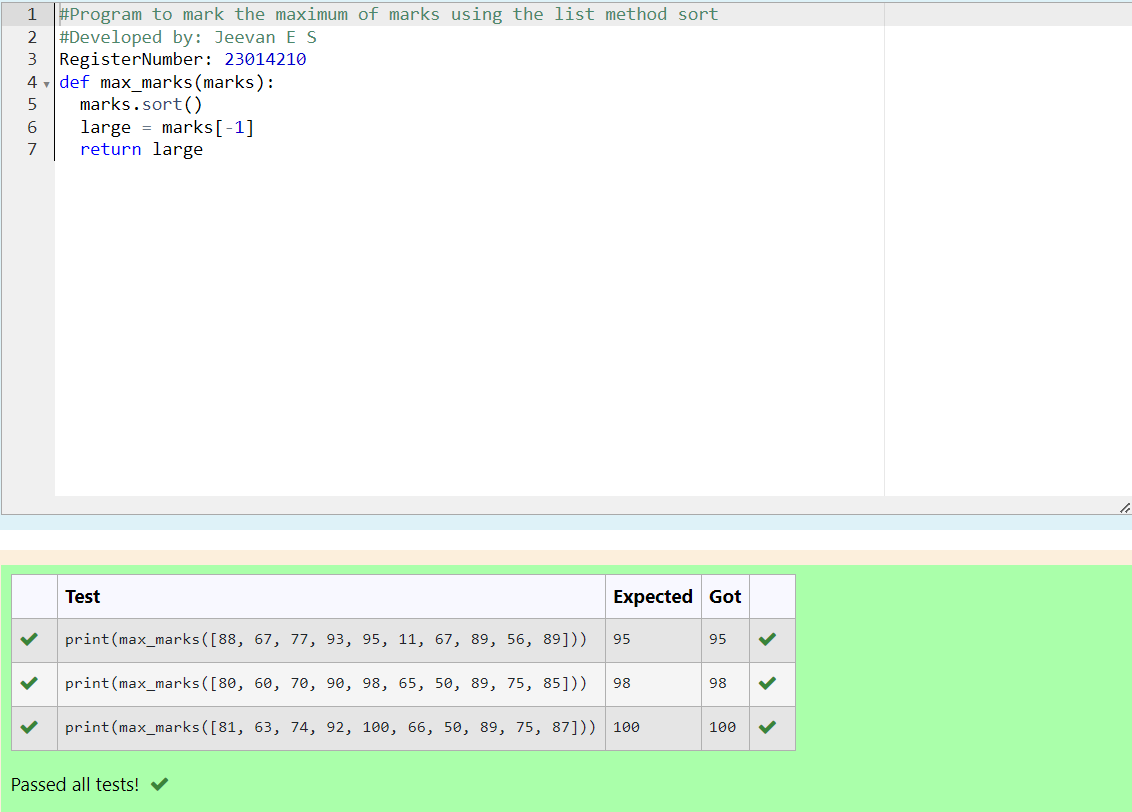 1 #Program to mark the maximum of marks using the list method sort
2 #Developed by: Jeevan E S
3 RegisterNumber: 23014210
4 def max_marks(marks):
5   marks.sort()
6   large = marks[-1]
7   return large
Test Expected Got
print(max_marks([88, 67, 77, 93, 95, 11, 67, 89, 56, 89])) 95 95
print(max_marks([80, 60, 70, 90, 98, 65, 50, 89, 75, 85])) 98 98
print(max_marks([81, 63, 74, 92, 100, 66, 50, 89, 75, 87])) 100 100
Passed all tests!